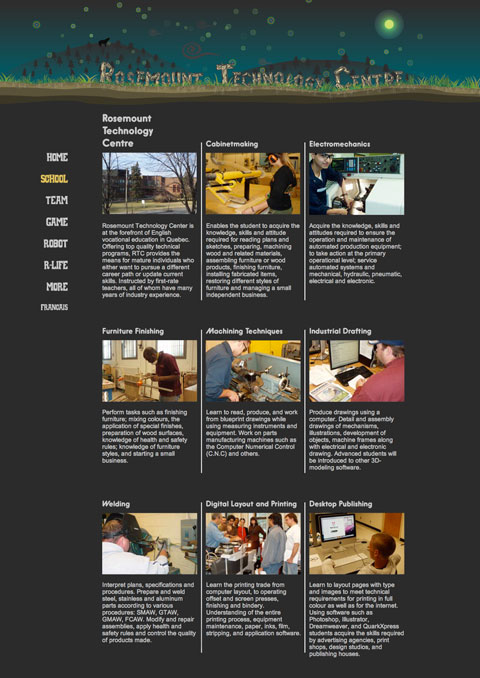 Rosemount Technology Centre
HOME
SCHOOL
TEAM
GAME
ROBOT
R-LIFE
MORE
FRANCAIS
Rosemount
Technology
Centre
Rosemount Technology Center is
at the forefront of English
vocational education in Quebec.
Offering top quality technical
programs, RTC provides the
means for mature individuals who
either want to pursue a different
career path or update current
skills. Instructed by first-rate
teachers, all of whom have many
years of industry experience.
Cabinetmaking
Enables the student to acquire the
knowledge, skills and attitude
required for reading plans and
sketches, preparing, machining
wood and related materials,
assembling furniture or wood
products, finishing furniture,
installing fabricated items,
restoring different styles of
furniture and managing a small
independent business.
Electromechanics
Acquire the knowledge, skills and
attitudes required to ensure the
operation and maintenance of
automated production equipment;
to take action at the primary
operational level; service
automated systems and
mechanical, hydraulic, pneumatic,
electrical and electronic.
Furniture Finishing
Perform tasks such as finishing
furniture; mixing colours, the
application of special finishes,
preparation of wood surfaces,
knowledge of health and safety
rules; knowledge of furniture
styles, and starting a small
business.
Machining Techniques
Learn to read, produce, and work
from blueprint drawings while
using measuring instruments and
equipment. Work on parts
manufacturing machines such as
the Computer Numerical Control
(C.N.C) and others.
Industrial Drafting
Produce drawings using a
computer. Detail and assembly
drawings of mechanisms,
illustrations, development of
objects, machine frames along
with electrical and electronic
drawing. Advanced students will
be introduced to other 3D-
modeling software.
Welding
Interpret plans, specifications and
procedures. Prepare and weld
steel, stainless and aluminum
parts according to various
procedures: SMAW, GTAW,
GMAW, FCAW. Modify and repair
assemblies, apply health and
safety rules and control the quality
of products made.
Digital Layout and Printing
Learn the printing trade from
computer layout, to operating
offset and screen presses,
finishing and bindery.
Understanding of the entire
printing process, equipment
maintenance, paper, inks, film,
stripping, and application software.
Desktop Publishing
Learn to layout pages with type
and images to meet technical
requirements for printing in full
colour as well as for the internet.
Using software such as
Photoshop, Illustrator,
Dreamweaver, and QuarkXpress
students acquire the skills required
by advertising agencies, print
shops, design studios, and
publishing houses.